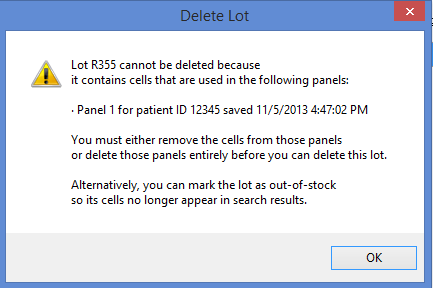 Delete Lot
Lot R355 cannot be deleted because
it contains cells that are used in the following panels:
· Panel 1 for patient ID 12345 saved 11/5/2013 4:47:02 PM
You must either remove the cells from those panels
or delete those panels entirely before you can delete this lot.
Alternatively, you can mark the lot as out-of-stock
so its cells no longer appear in search results.
OK